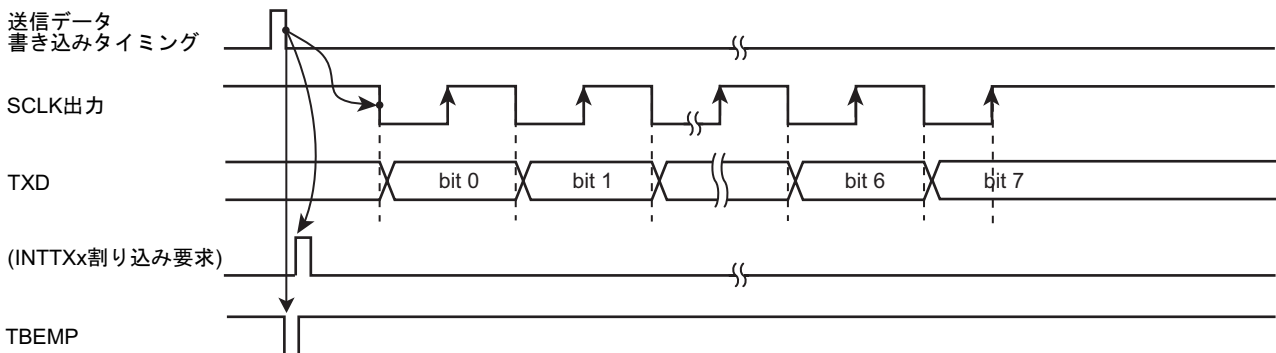 送信データ
書き込みタイミング
SCLK出力
TXD
bit 0
bit 1
bit 6
bit 7
(INTTXx割り込み要求)
TBEMP